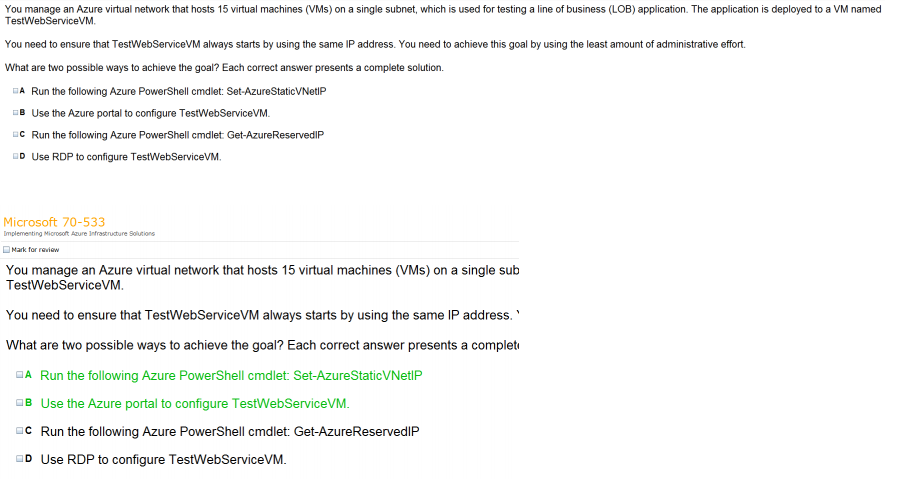 You manage an Azure virtual network that hosts 15 virtual machines (VMs) on a single subnet, which is used for testing a line of business (LOB) application. The application is deployed to a VM named
TestWebServiceVM.
You need to ensure that TestWebServiceVM always starts by using the same IP address. You need to achieve this goal by using the least amount of administrative effort.
What are two possible ways to achieve the goal? Each correct answer presents a complete solution.
A Run the following Azure PowerShell cmdlet: Set-AzureStaticVNetIP
B Use the Azure portal to configure TestWebServiceVM.
C Run the following Azure PowerShell cmdlet: Get-AzureReservedIP
D Use RDP to configure TestWebServiceVM.
Microsoft 70-533
Implementing Microsoft Azure Infrastructure Solutions
Mark for review
You manage an Azure virtual network that hosts 15 virtual machines (VMs) on a single sub
TestWebServiceVM.
You need to ensure that TestWebServiceVM always starts by using the same IP address.
What are two possible ways to achieve the goal? Each correct answer presents a complet
A Run the following Azure PowerShell cmdlet: Set-AzureStaticVNetIP
B Use the Azure portal to configure TestWebServiceVM.
C Run the following Azure PowerShell cmdlet: Get-AzureReservedIP
D Use RDP to configure TestWebServiceVM.